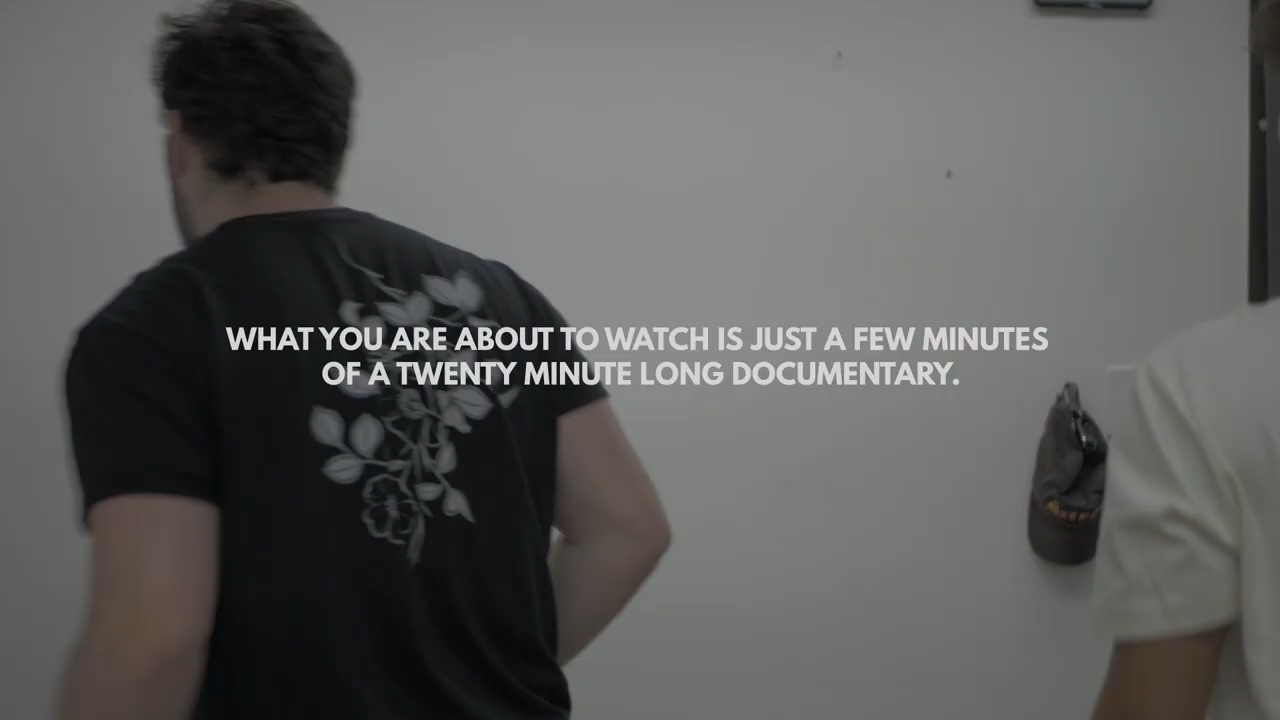 WHAT YOU ARE ABOUT TO WATCH IS JUST A FEW MINUTES
OF A TWENTY MINUTE LONG DOCUMENTARY.